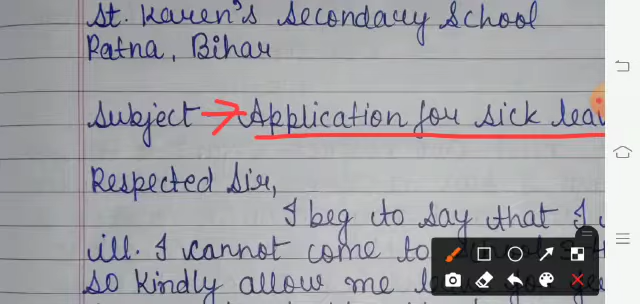 St. Karen's Secondary School
Patna, Bihar
Subject → Application for sick
Respected Sir,
I beg to say that I
ill. I cannot come to
so kindly allow me